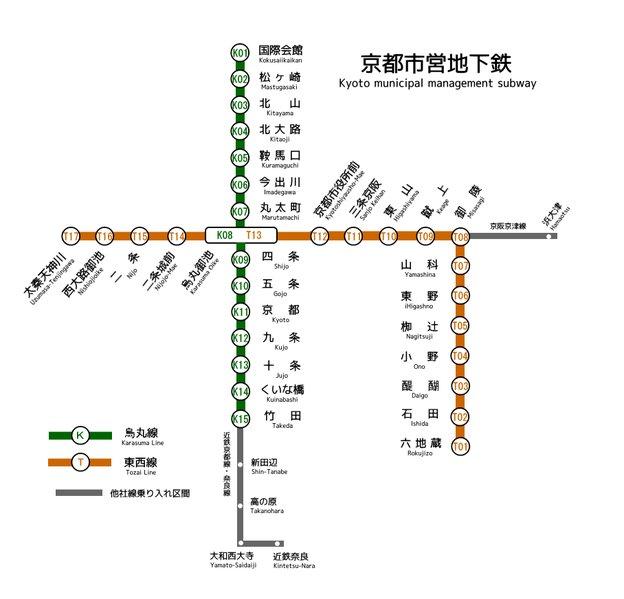 京都市営地下鉄
Kyoto municipal management subway
K01 国際会館
Kokusaiikaikan
K02 松ヶ崎
Mastugasaki
K03 北山
Kitayama
K04 北大路
Kitaoji
K05 鞍馬口
Kuramaguchi
K06 今出川
Imadegawa
K07 丸太町
Marutamachi
T17
太秦天神川
Uzumasa-Tenjingawa
T16
西大路御池
Nishiojioike
T15
二条
Nijo
T14
二条城前
Nijojo-Mae
K08 T13
烏丸御池
Karasuma Oike
T12
京都市役所前
Kyotoshiyakusho-Mae
T11
三条京阪
Sanjo Keihan
T10
東山
Higashiyama
T09
蹴上
Keage
T08
御陵
Misasagi
京阪京津線
浜大津
Hamaotsu
K09 四条
Shijo
K10 五条
Gojo
K11 京都
Kyoto
K12 九条
Kujo
K13 十条
Jujo
K14 くいな橋
Kuinabashi
K15 竹田
Takeda
山科 T07
Yamashina
東野 T06
iHigashno
椥辻 T05
Nagitsuji
小野 T04
Ono
醍醐 T03
Daigo
石田 T02
Ishida
六地蔵 T01
Rokujizo
近鉄京都線・奈良線
新田辺
Shin-Tanabe
高の原
Takanohara
大和西大寺
Yamato-Saidaiji
近鉄奈良
Kintetsu-Nara
K 烏丸線
Karasuma Line
T 東西線
Tozai Line
他社線乗り入れ区間